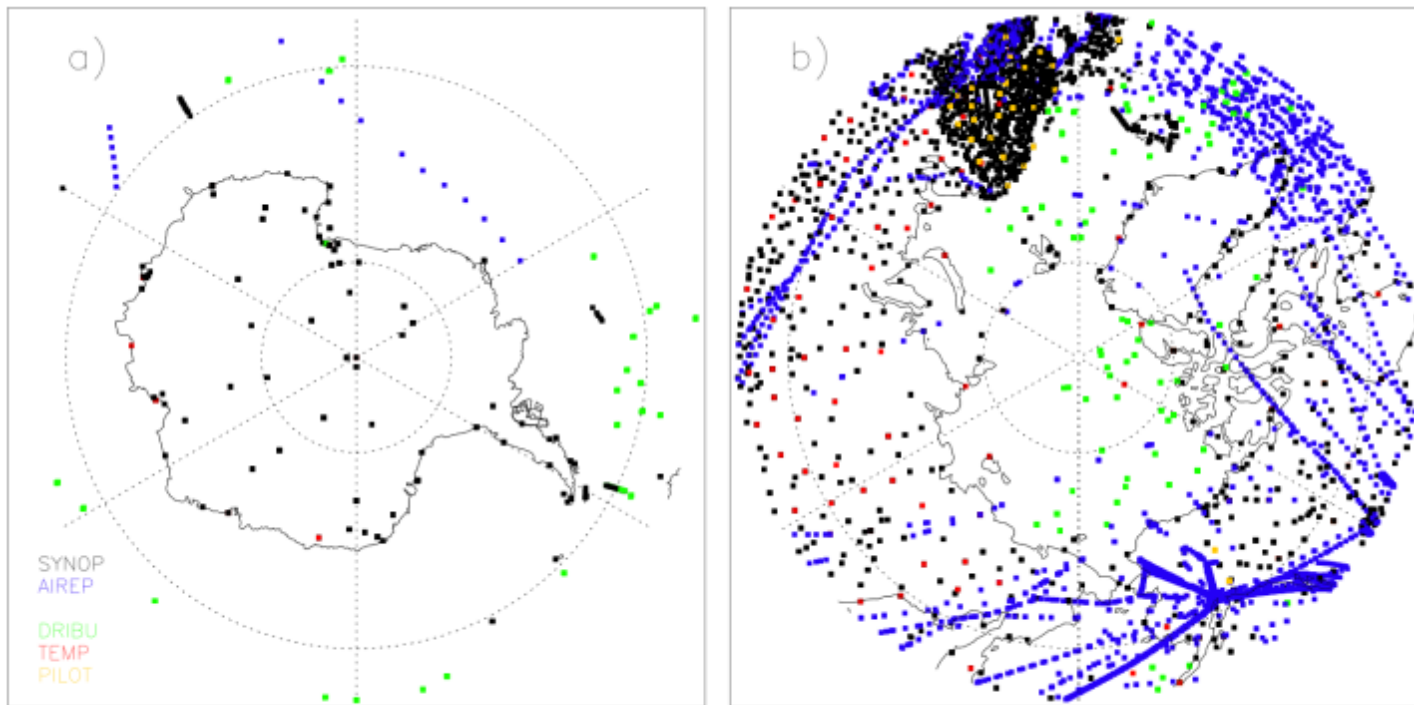 a)
b)
SYNOP
AIREP
DRIBU
TEMP
PILOT